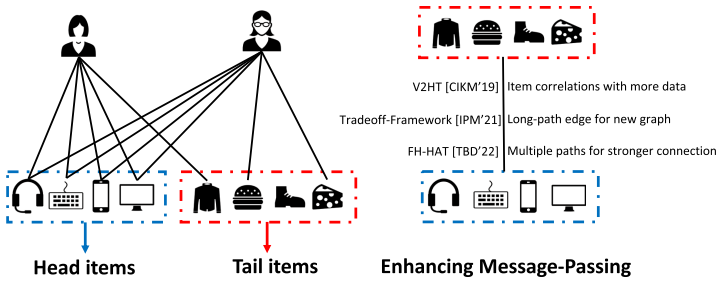 V2HT [CIKM'19] Item correlations with more data
Tradeoff-Framework [IPM'21] Long-path edge for new graph
FH-HAT [TBD'22] Multiple paths for stronger connection
Head items
Tail items
Enhancing Message-Passing